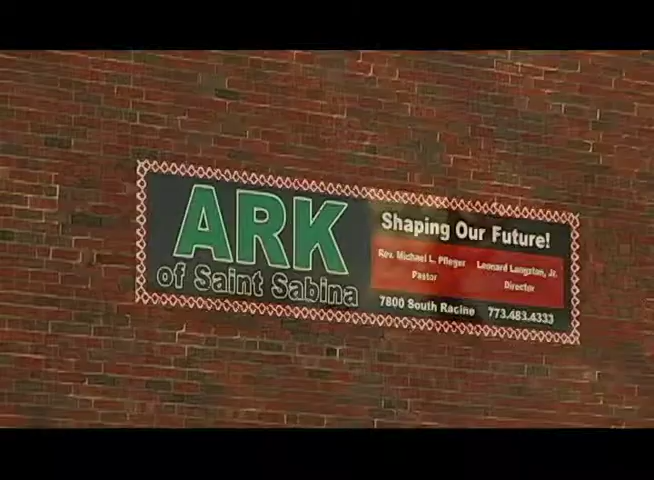 ARK
of Saint Sabina
Shaping Our Future!
Rev. Michael L. Pfleger
Pastor
Leonard Langston, Jr.
Director
7800 South Racine 773.483.4333